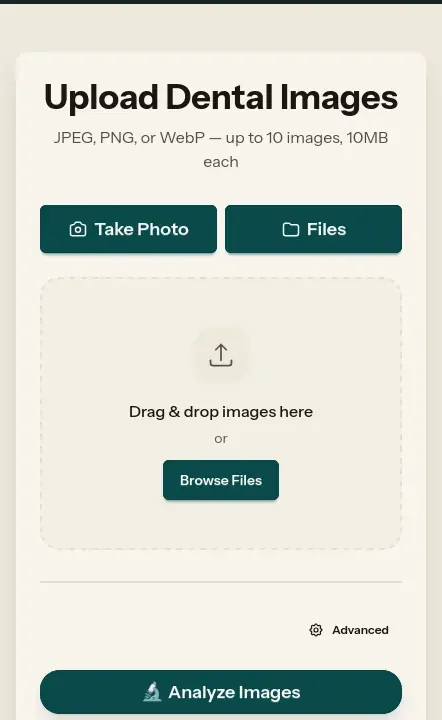 Upload Dental Images
JPEG, PNG, or WebP — up to 10 images, 10MB
each
Take Photo
Files
Drag & drop images here
or
Browse Files
Advanced
🔬 Analyze Images